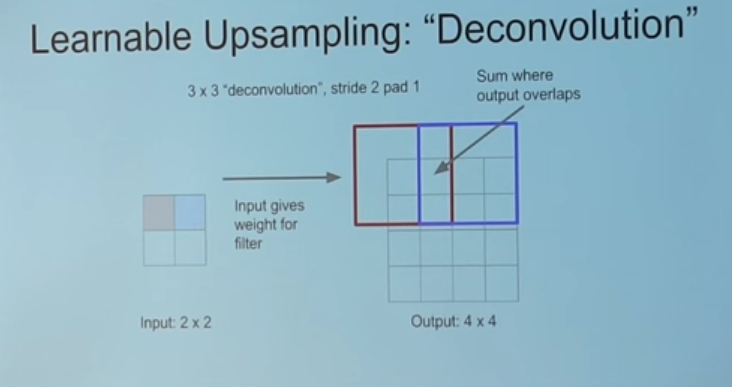 Learnable Upsampling: “Deconvolution”
3 x 3 “deconvolution”, stride 2 pad 1
Sum where
output overlaps
Input gives
weight for
filter
Input: 2 x 2
Output: 4 x 4